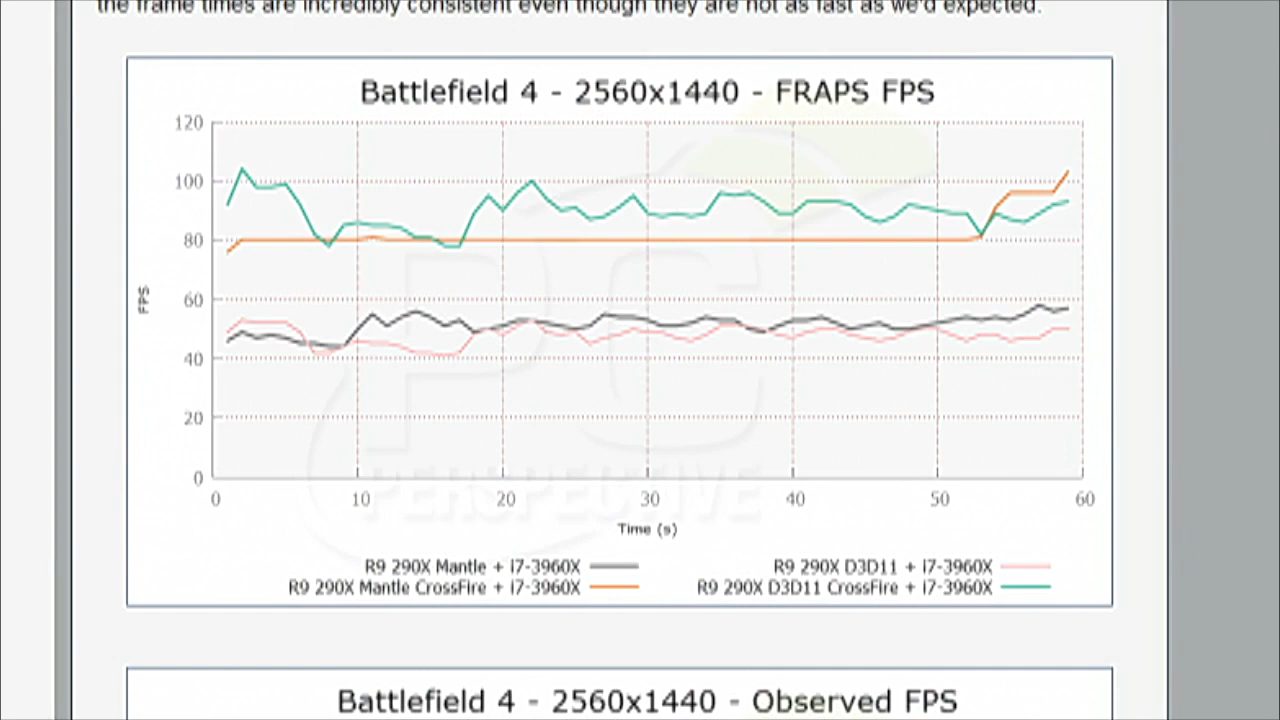 the frame times are incredibly consistent even though they are not as fast as we'd expected.
Battlefield 4 - 2560x1440 - FRAPS FPS
120
100
80
60
40
20
0
FPS
0 10 20 30 40 50 60
PC
PERSPECTIVE
Time (s)
R9 290X Mantle + i7-3960X
R9 290X D3D11 + i7-3960X
R9 290X Mantle CrossFire + i7-3960X
R9 290X D3D11 CrossFire + i7-3960X
Battlefield 4 - 2560x1440 - Observed FPS